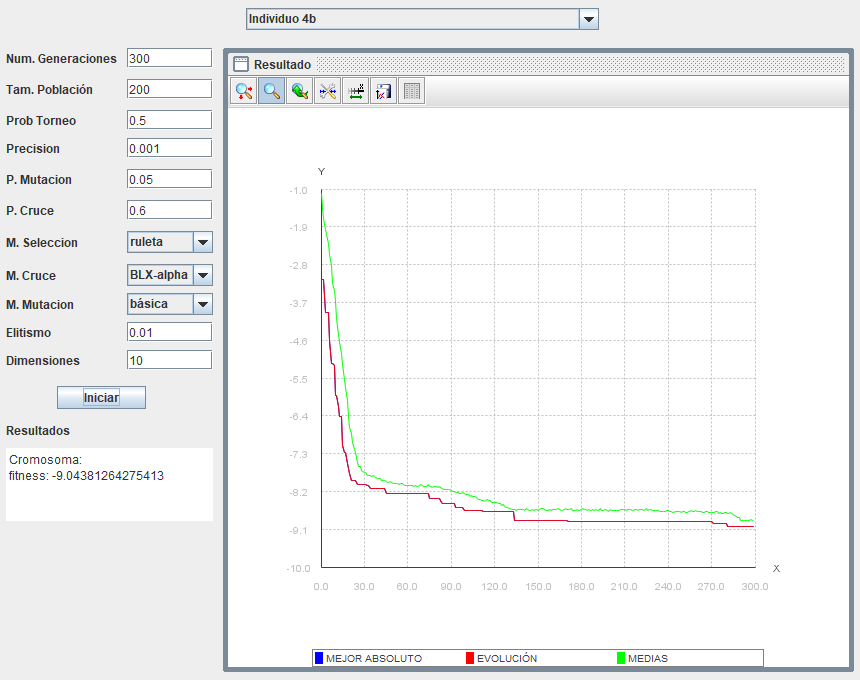 Individuo 4b
Num. Generaciones 300
Tam. Población 200
Prob Torneo 0.5
Precision 0.001
P. Mutacion 0.05
P. Cruce 0.6
M. Seleccion ruleta
M. Cruce BLX-alpha
M. Mutacion básica
Elitismo 0.01
Dimensiones 10
Iniciar
Resultados
Cromosoma:
fitness: -9.04381264275413
Resultado
Y
-1.0
-1.9
-2.8
-3.7
-4.6
-5.5
-6.4
-7.3
-8.2
-9.1
-10.0
X
0.0 30.0 60.0 90.0 120.0 150.0 180.0 210.0 240.0 270.0 300.0
MEJOR ABSOLUTO EVOLUCIÓN MEDIAS